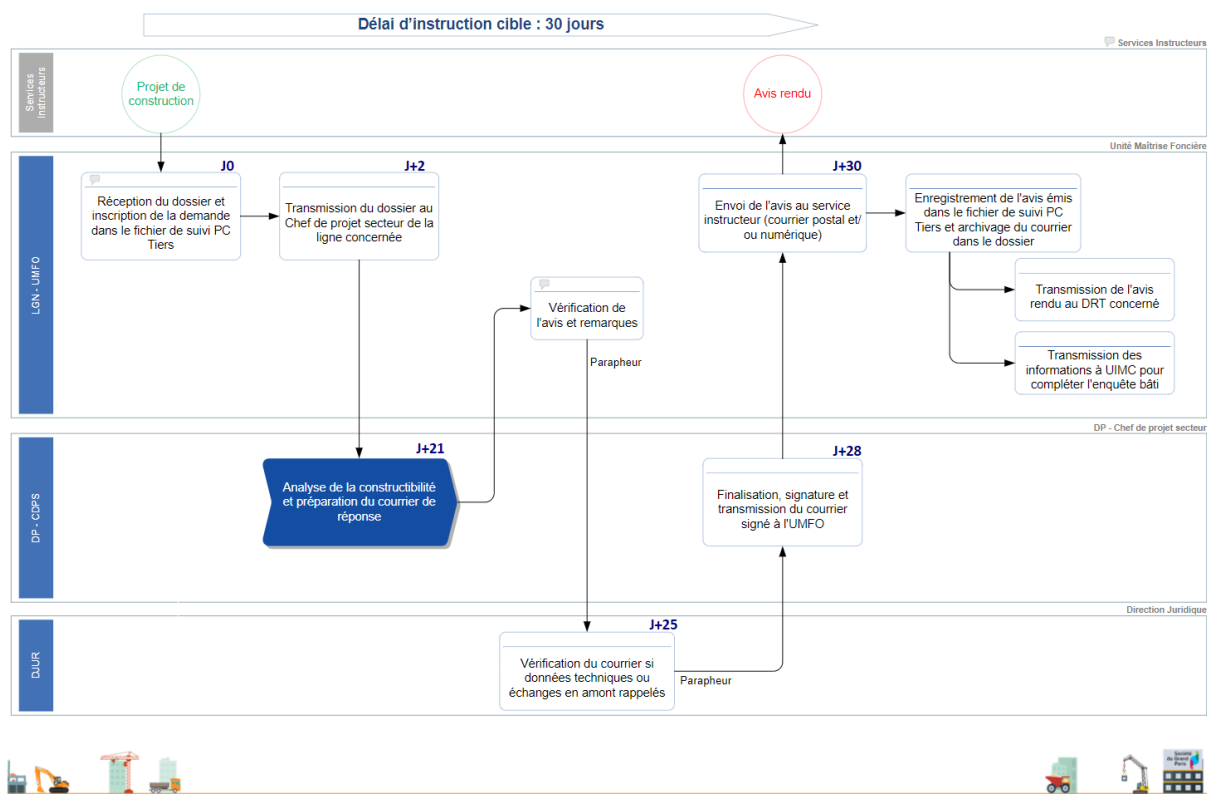 Délai d’instruction cible : 30 jours
Services Instructeurs
Services
Instructeurs
Projet de
construction
Avis rendu
Unité Maîtrise Foncière
LGN - UMFO
J0
Réception du dossier et
inscription de la demande
dans le fichier de suivi PC
Tiers
J+2
Transmission du dossier au
Chef de projet secteur de la
ligne concernée
J+30
Envoi de l'avis au service
instructeur (courrier postal et/
ou numérique)
Enregistrement de l'avis émis
dans le fichier de suivi PC
Tiers et archivage du courrier
dans le dossier
Vérification de
l'avis et remarques
Parapheur
Transmission de l'avis
rendu au DRT concerné
Transmission des
informations à UIMC pour
compléter l'enquête bâti
DP - Chef de projet secteur
DP - CDPS
J+21
Analyse de la constructibilité
et préparation du courrier de
réponse
J+28
Finalisation, signature et
transmission du courrier
signé à l'UMFO
Direction Juridique
DJUR
J+25
Vérification du courrier si
données techniques ou
échanges en amont rappelés
Parapheur
Société
du Grand
Paris